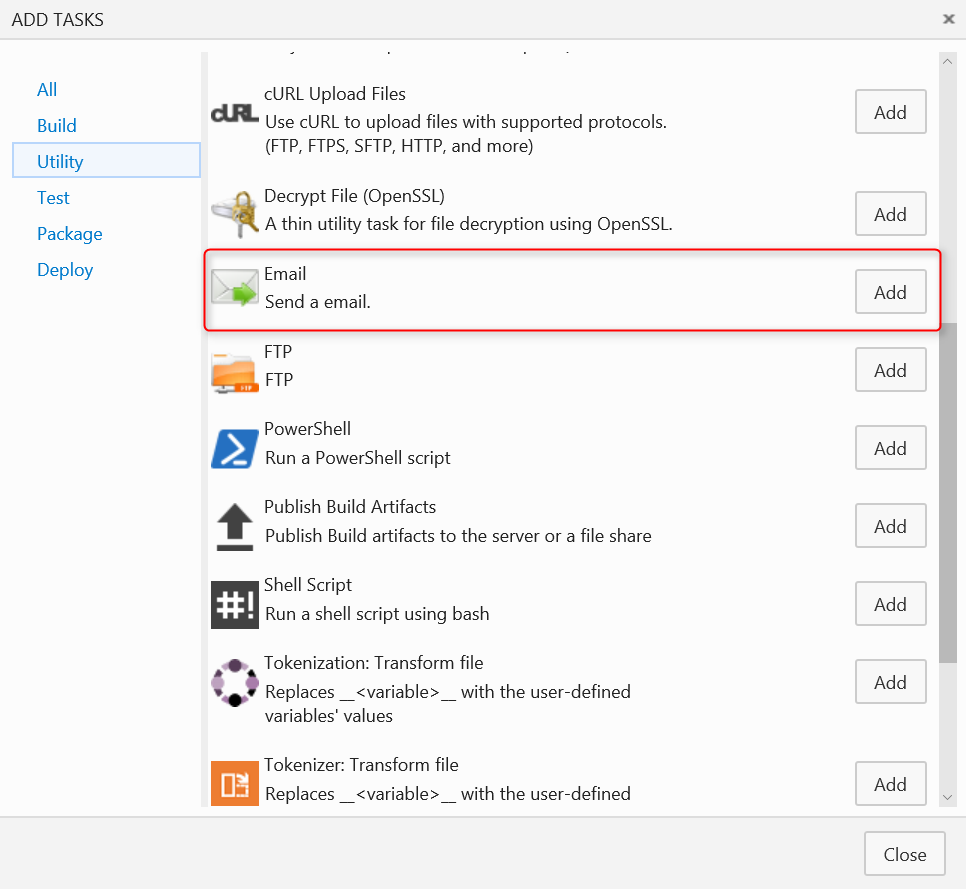 ADD TASKS
All
Build
Utility
Test
Package
Deploy
cURL
cURL Upload Files
Use cURL to upload files with supported protocols.
(FTP, FTPS, SFTP, HTTP, and more)
Add
Decrypt File (OpenSSL)
A thin utility task for file decryption using OpenSSL.
Add
Email
Send a email.
Add
FTP
FTP
FTP
Add
PowerShell
Run a PowerShell script
Add
Publish Build Artifacts
Publish Build artifacts to the server or a file share
Add
#!
Shell Script
Run a shell script using bash
Add
Tokenization: Transform file
Replaces __<variable>__ with the user-defined
variables' values
Add
Tokenizer: Transform file
Replaces __<variable>__ with the user-defined
Add
Close